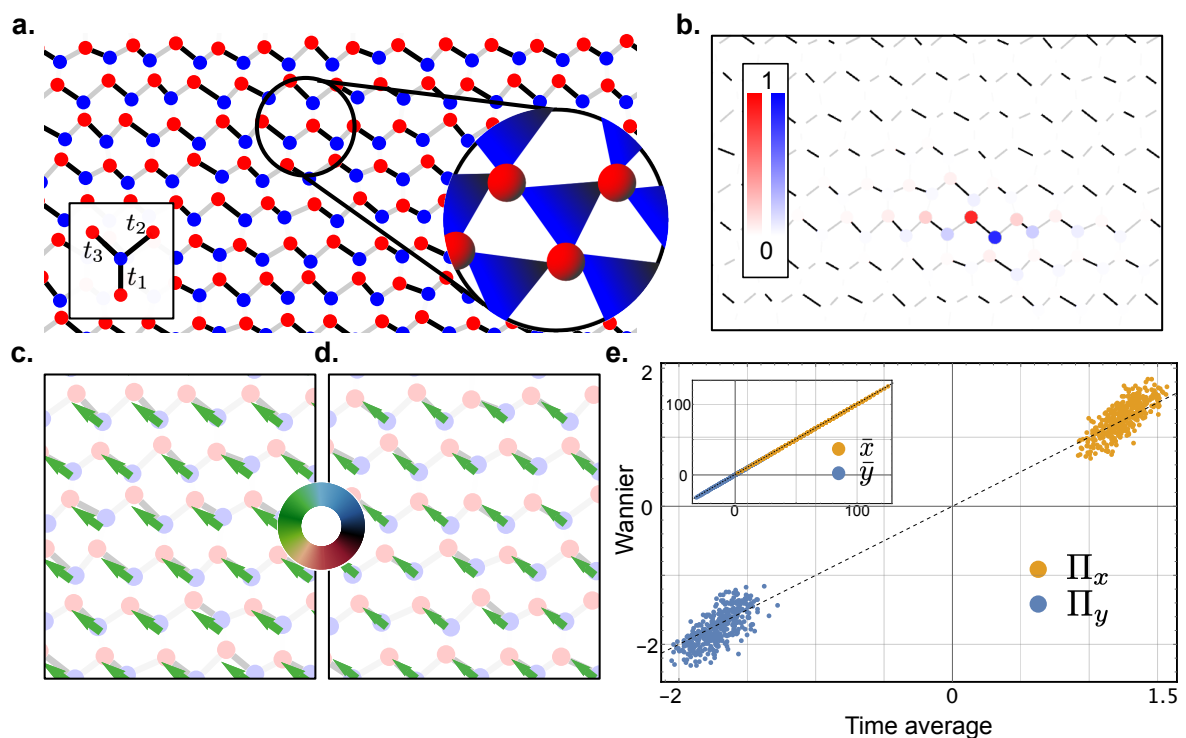 a.
t₂
t₃
t₁
b.
1
0
c.
d.
e.
2
0
−2
Wannier
100
0
0
100
x̄
ȳ
Πₓ
Π_y
−2
0
1.5
Time average